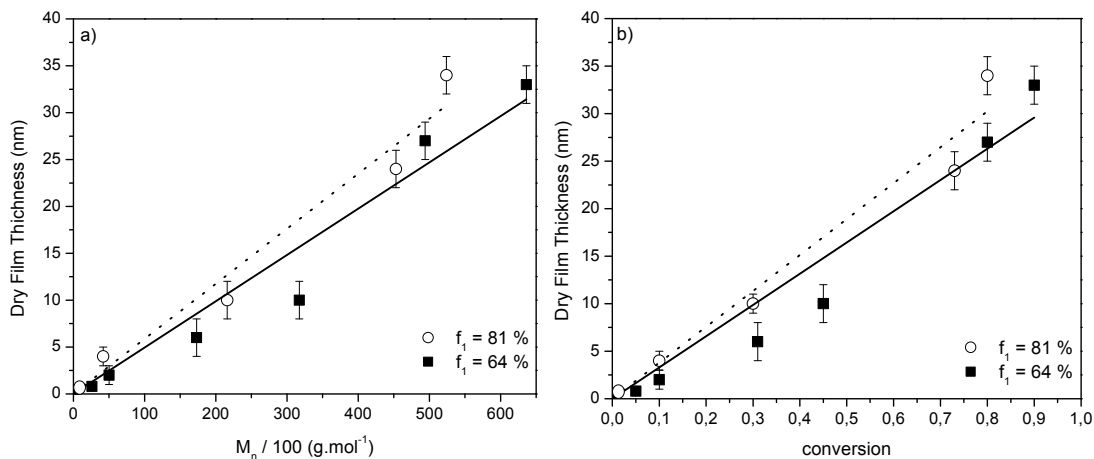 a)
Dry Film Thichness (nm)
40
35
30
25
20
15
10
5
0
0 100 200 300 400 500 600
M_n / 100 (g.mol⁻¹)
f₁ = 81 %
f₁ = 64 %
b)
Dry Film Thickness (nm)
40
35
30
25
20
15
10
5
0
0,0 0,1 0,2 0,3 0,4 0,5 0,6 0,7 0,8 0,9 1,0
conversion
f₁ = 81 %
f₁ = 64 %